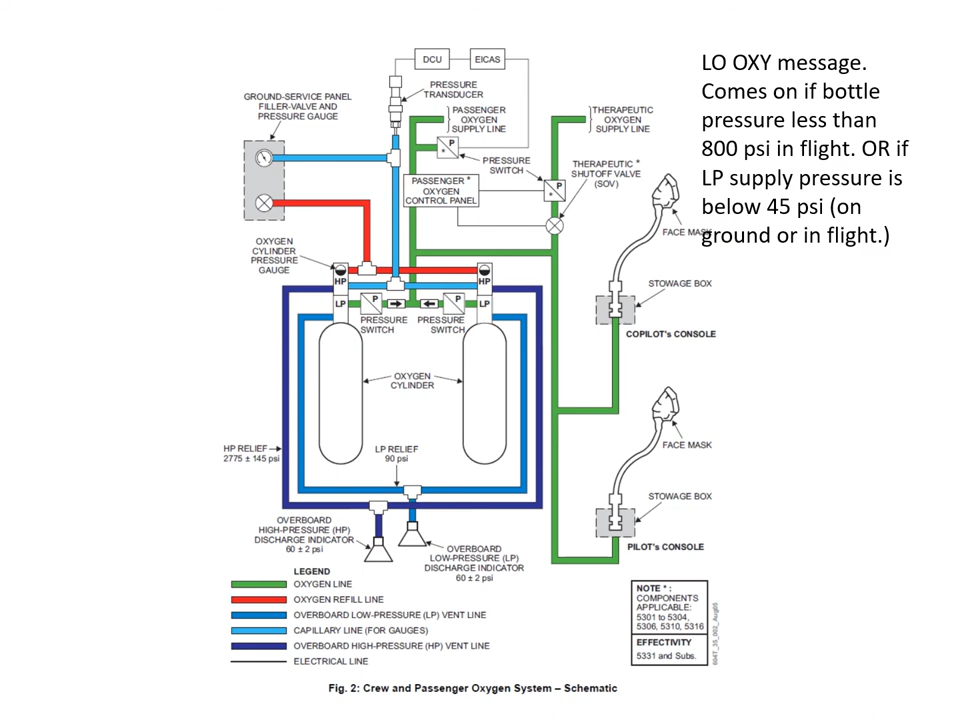 LO OXY message.
Comes on if bottle
pressure less than
800 psi in flight. OR if
LP supply pressure is
below 45 psi (on
ground or in flight.)
DCU
EICAS
PRESSURE
TRANSDUCER
GROUND-SERVICE PANEL
FILLER-VALVE AND
PRESSURE GAUGE
PASSENGER
OXYGEN
SUPPLY LINE
THERAPEUTIC
OXYGEN
SUPPLY LINE
P
*
PRESSURE
SWITCH
THERAPEUTIC *
SHUTOFF VALVE
(SOV)
P
*
PASSENGER *
OXYGEN
CONTROL PANEL
FACE MASK
OXYGEN
CYLINDER
PRESSURE
GAUGE
HP
HP
STOWAGE BOX
LP
P
P
LP
PRESSURE
SWITCH
PRESSURE
SWITCH
COPILOT's CONSOLE
OXYGEN
CYLINDER
HP RELIEF
2775 ± 145 psi
LP RELIEF
90 psi
FACE MASK
STOWAGE BOX
PILOT's CONSOLE
OVERBOARD
HIGH-PRESSURE (HP)
DISCHARGE INDICATOR
60 ± 2 psi
OVERBOARD
LOW-PRESSURE (LP)
DISCHARGE INDICATOR
60 ± 2 psi
LEGEND
OXYGEN LINE
OXYGEN REFILL LINE
OVERBOARD LOW-PRESSURE (LP) VENT LINE
CAPILLARY LINE (FOR GAUGES)
OVERBOARD HIGH-PRESSURE (HP) VENT LINE
ELECTRICAL LINE
NOTE * :
COMPONENTS
APPLICABLE:
5301 to 5304,
5306, 5310, 5316
EFFECTIVITY
5331 and Subs.
Fig. 2: Crew and Passenger Oxygen System – Schematic